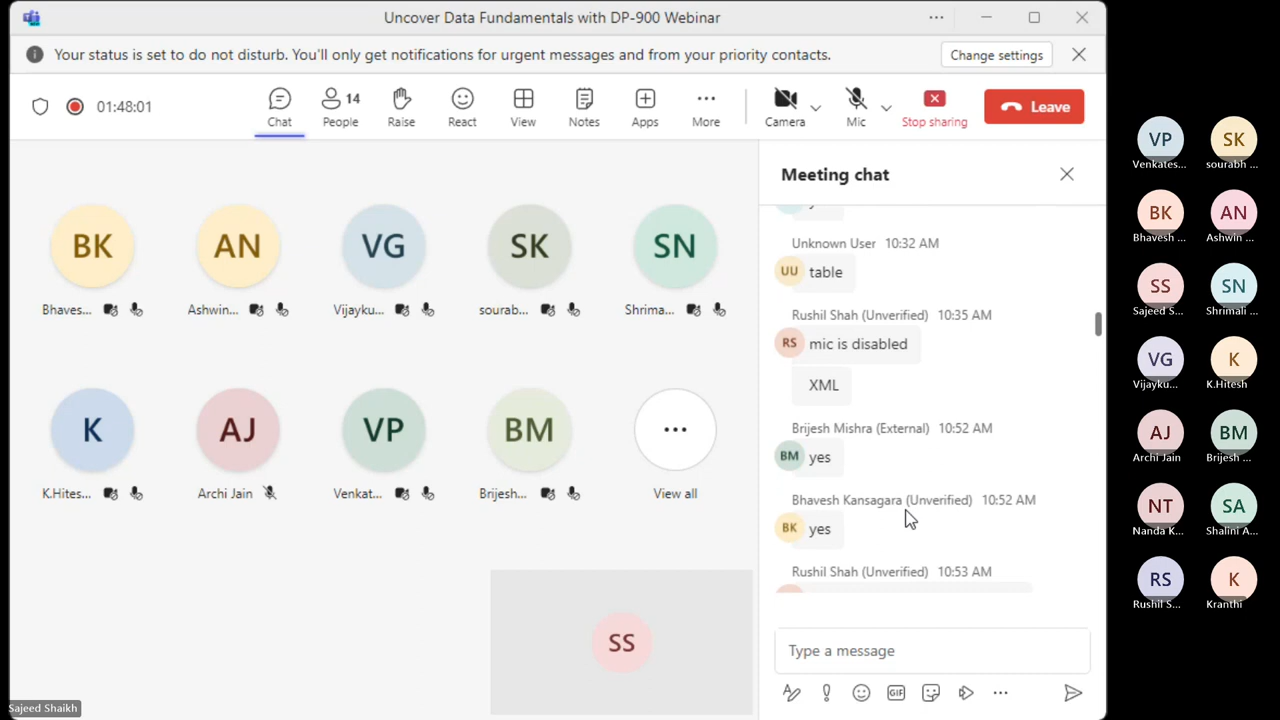 Uncover Data Fundamentals with DP-900 Webinar
Your status is set to do not disturb. You'll only get notifications for urgent messages and from your priority contacts.
Change settings
01:48:01
Chat
14
People
Raise
React
View
Notes
Apps
More
Camera
Mic
Stop sharing
Leave
BK
AN
VG
SK
SN
Bhaves...
Ashwin...
Vijayku...
sourab...
Shrima...
K
AJ
VP
BM
...
K.Hites...
Archi Jain
Venkat...
Brijesh...
View all
SS
Sajeed Shaikh
Meeting chat
Unknown User 10:32 AM
UU table
Rushil Shah (Unverified) 10:35 AM
RS mic is disabled
XML
Brijesh Mishra (External) 10:52 AM
BM yes
Bhavesh Kansagara (Unverified) 10:52 AM
BK yes
Rushil Shah (Unverified) 10:53 AM
Type a message
GIF
VP SK
Venkates... sourabh ...
BK AN
Bhavesh ... Ashwin ...
SS SN
Sajeed S... Shrimali ...
VG K
Vijayku... K.Hitesh
AJ BM
Archi Jain Brijesh ...
NT SA
Nanda K... Shalini A...
RS K
Rushil S... Kranthi